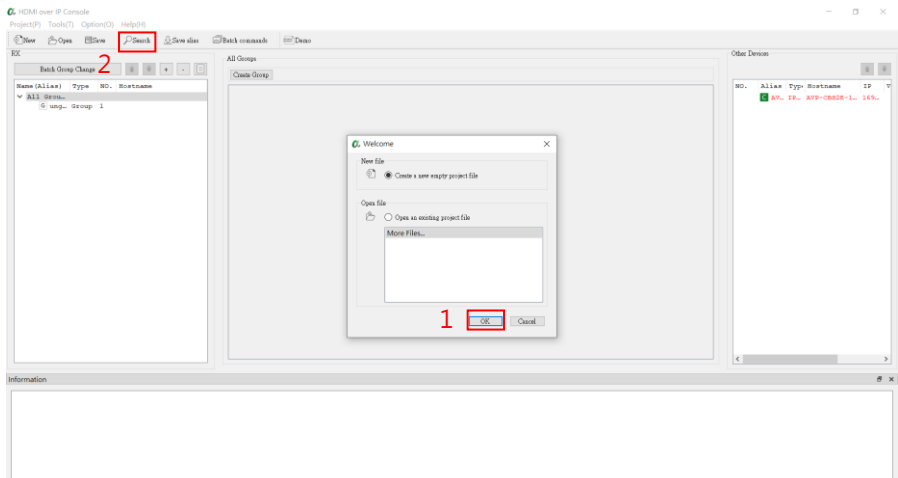 HDMI over IP Console
Project(P) Tools(T) Option(O) Help(H)
New Open Save Search Save alias Batch commands Demo
2
RX
Batch Group Change
+ -
Name(Alias) Type NO. Hostname
All Grou…
G ung… Group 1
All Groups
Create Group
Other Devices
NO. Alias Type Hostname IP
C AV… IP… AVP-CB82H-1… 169…
Welcome
New file
Create a new empty project file
Open file
Open an existing project file
More Files...
1
OK Cancel
Information